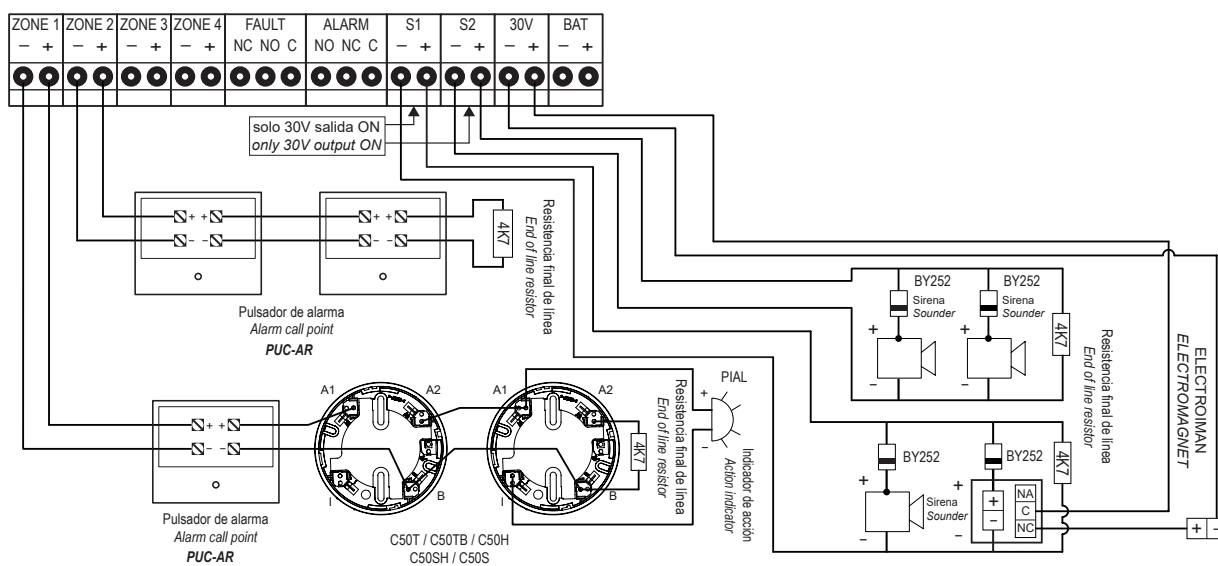 ZONE 1 ZONE 2 ZONE 3 ZONE 4 FAULT ALARM S1 S2 30V BAT
− + − + − + − + NC NO C NO NC C − + − + − + − +
solo 30V salida ON
only 30V output ON
+ +
− −
+ +
− −
4K7
Resistencia final de línea
End of line resistor
Pulsador de alarma
Alarm call point
PUC-AR
BY252
Sirena
Sounder
+
−
BY252
Sirena
Sounder
+
−
4K7
Resistencia final de línea
End of line resistor
ELECTROIMAN
ELECTROMAGNET
+ −
+ +
− −
Pulsador de alarma
Alarm call point
PUC-AR
A1 A2
I B
A1 A2
I B
4K7
Resistencia final de línea
End of line resistor
C50T / C50TB / C50H
C50SH / C50S
PIAL
+
−
Indicador de acción
Action indicator
BY252
Sirena
Sounder
+
−
BY252
+
−
+
−
NA
C
NC
4K7